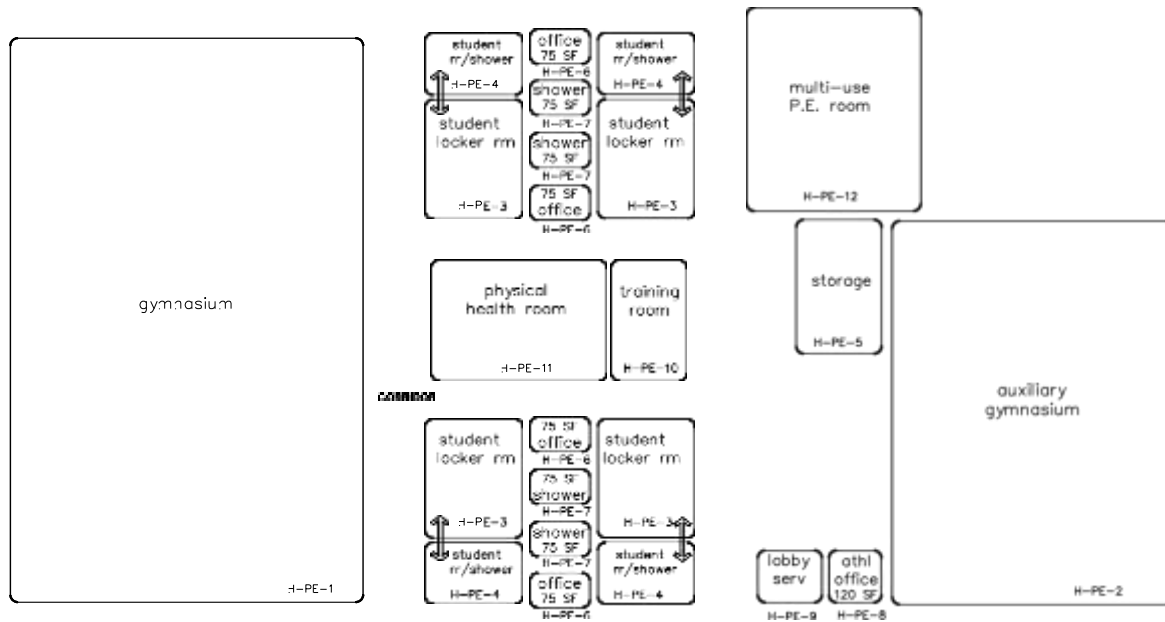 gymnasium
H-PE-1
student
rr/shower
H-PE-4
student
locker rm
H-PE-3
office
75 SF
H-PE-6
shower
75 SF
H-PE-7
shower
75 SF
H-PE-7
75 SF
office
H-PE-6
student
rr/shower
H-PE-4
student
locker rm
H-PE-3
physical
health room
H-PE-11
training
room
H-PE-10
CORRIDOR
student
locker rm
H-PE-3
student
rr/shower
H-PE-4
75 SF
office
H-PE-6
75 SF
shower
H-PE-7
shower
75 SF
H-PE-7
office
75 SF
H-PE-6
student
locker rm
H-PE-3
student
rr/shower
H-PE-4
multi-use
P.E. room
H-PE-12
storage
H-PE-5
auxiliary
gymnasium
H-PE-2
lobby
serv
H-PE-9
athl
office
120 SF
H-PE-8